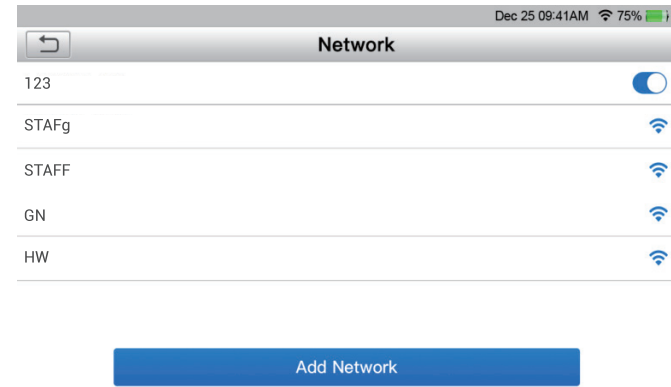 Dec 25 09:41AM 75%
Network
123
STAFg
STAFF
GN
HW
Add Network